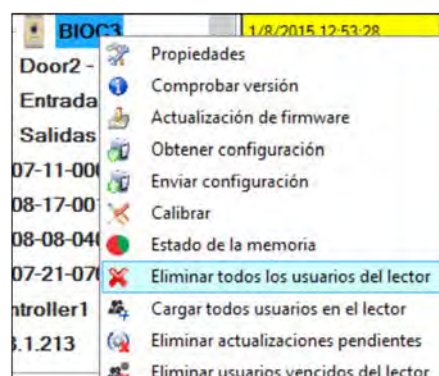 BIOC3
1/8/2015 12:53:28
Propiedades
Door2 -
Comprobar versión
Entrada
Actualización de firmware
Salidas
Obtener configuración
07-11-00
Enviar configuración
08-17-00
Calibrar
08-08-04
Estado de la memoria
07-21-07
Eliminar todos los usuarios del lector
ntroller1
Cargar todos usuarios en el lector
.1.213
Eliminar actualizaciones pendientes
Eliminar usuarios vencidos del lector